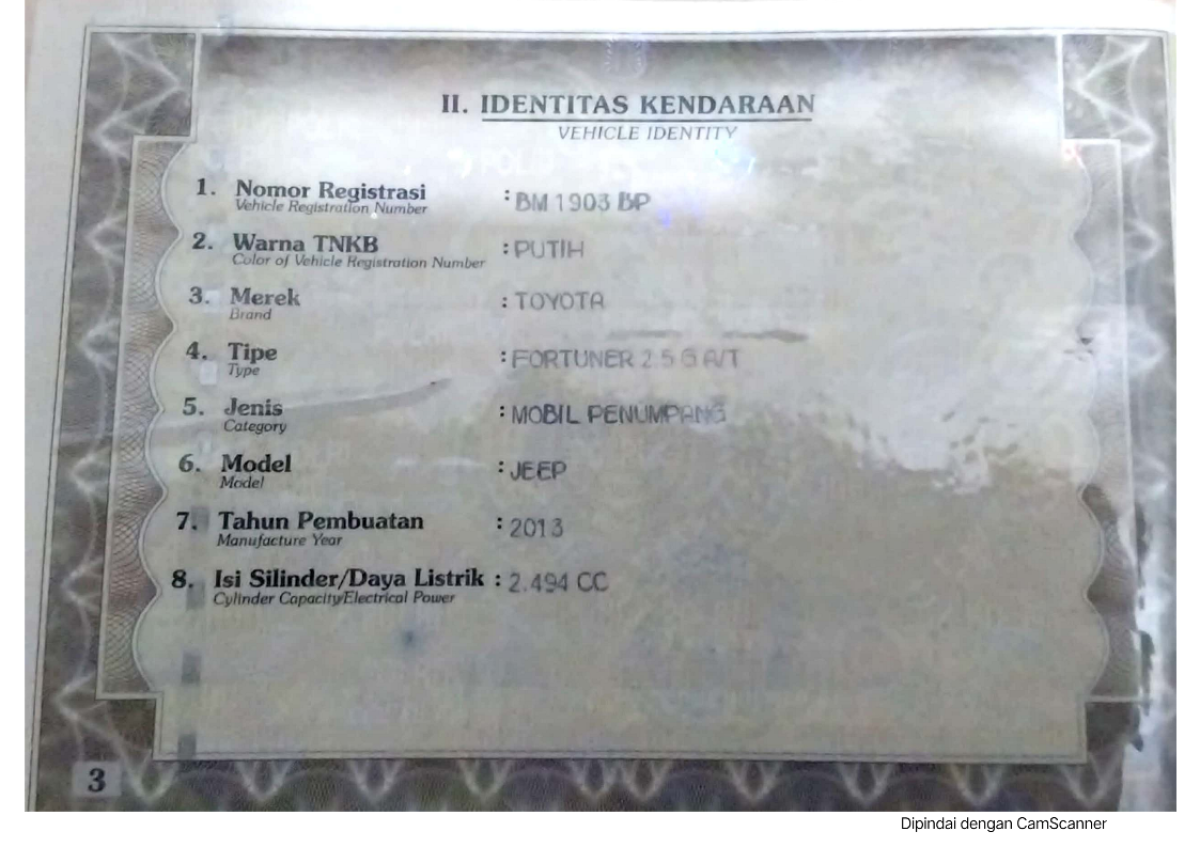 II. IDENTITAS KENDARAAN
VEHICLE IDENTITY
1. Nomor Registrasi : BM 1903 BP
Vehicle Registration Number
2. Warna TNKB : PUTIH
Color of Vehicle Registration Number
3. Merek : TOYOTA
Brand
4. Tipe : FORTUNER 2.5 G A/T
Type
5. Jenis : MOBIL PENUMPANG
Category
6. Model : JEEP
Model
7. Tahun Pembuatan : 2013
Manufacture Year
8. Isi Silinder/Daya Listrik : 2.494 CC
Cylinder Capacity/Electrical Power
3
Dipindai dengan CamScanner